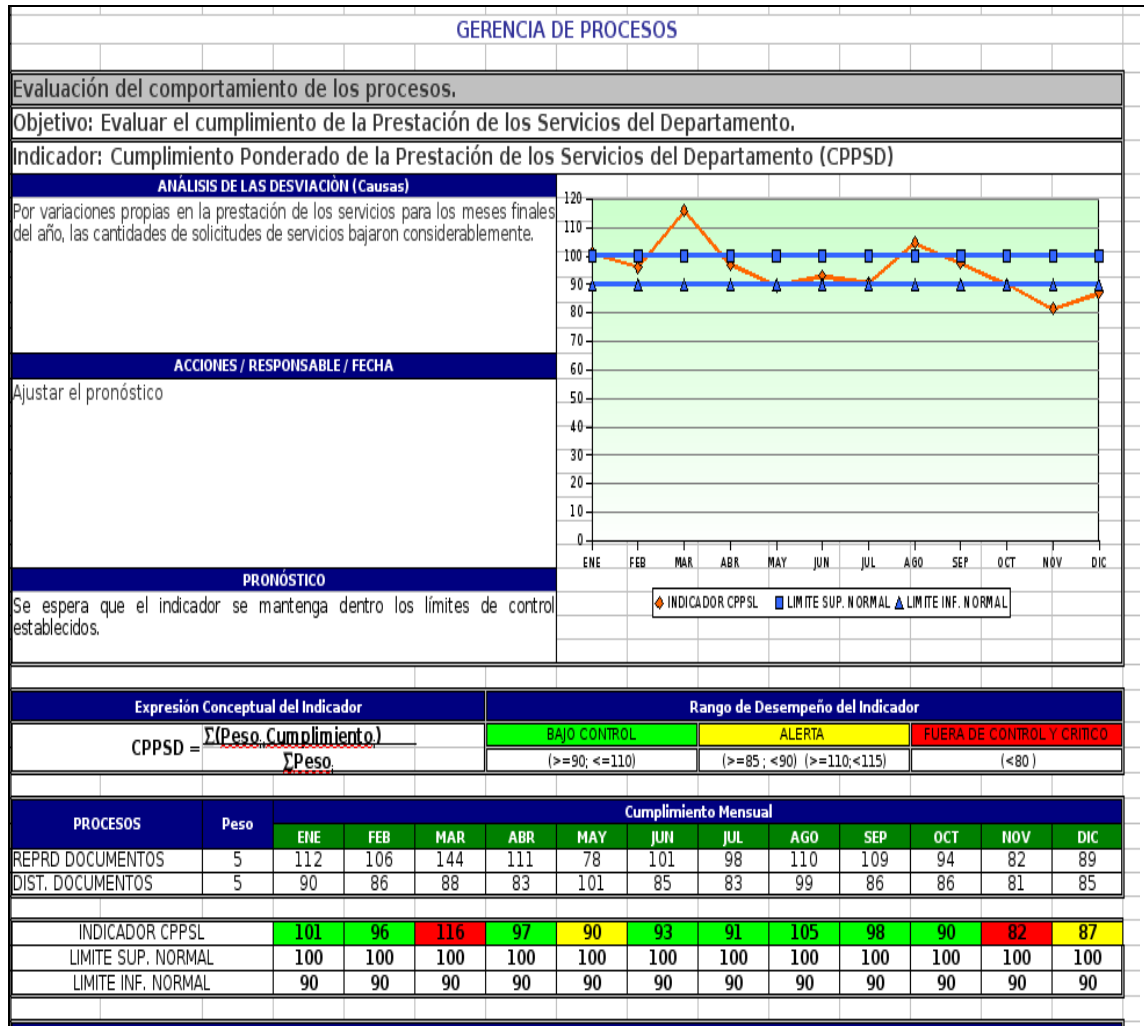 GERENCIA DE PROCESOS
Evaluación del comportamiento de los procesos.
Objetivo: Evaluar el cumplimiento de la Prestación de los Servicios del Departamento.
Indicador: Cumplimiento Ponderado de la Prestación de los Servicios del Departamento (CPPSD)
ANÁLISIS DE LAS DESVIACIÒN (Causas)
Por variaciones propias en la prestación de los servicios para los meses finales
del año, las cantidades de solicitudes de servicios bajaron considerablemente.
ACCIONES / RESPONSABLE / FECHA
Ajustar el pronóstico
PRONÓSTICO
Se espera que el indicador se mantenga dentro los límites de control
establecidos.
120
110
100
90
80
70
60
50
40
30
20
10
0
ENE FEB MAR ABR MAY JUN JUL AGO SEP OCT NOV DIC
INDICADOR CPPSL LIMITE SUP. NORMAL LIMITE INF. NORMAL
Expresión Conceptual del Indicador Rango de Desempeño del Indicador
CPPSD = Σ(Pesoi.Cumplimientoi)
ΣPesoi
BAJO CONTROL ALERTA FUERA DE CONTROL Y CRITICO
(>=90; <=110) (>=85 ; <90) (>=110;<115) (<80 )
PROCESOS Peso Cumplimiento Mensual
ENE FEB MAR ABR MAY JUN JUL AGO SEP OCT NOV DIC
REPRD DOCUMENTOS 5 112 106 144 111 78 101 98 110 109 94 82 89
DIST. DOCUMENTOS 5 90 86 88 83 101 85 83 99 86 86 81 85
INDICADOR CPPSL 101 96 116 97 90 93 91 105 98 90 82 87
LIMITE SUP. NORMAL 100 100 100 100 100 100 100 100 100 100 100 100
LIMITE INF. NORMAL 90 90 90 90 90 90 90 90 90 90 90 90